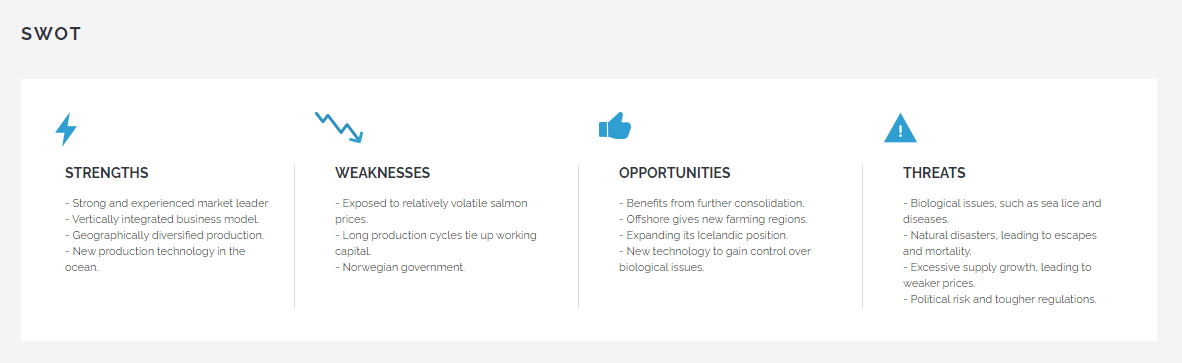 SWOT
STRENGTHS
- Strong and experienced market leader
- Vertically integrated business model.
- Geographically diversified production.
- New production technology in the
ocean.
WEAKNESSES
- Exposed to relatively volatile salmon
prices.
- Long production cycles tie up working
capital.
- Norwegian government.
OPPORTUNITIES
- Benefits from further consolidation.
- Offshore gives new farming regions.
- Expanding its Icelandic position.
- New technology to gain control over
biological issues.
THREATS
- Biological issues, such as sea lice and
diseases.
- Natural disasters, leading to escapes
and mortality.
- Excessive supply growth, leading to
weaker prices.
- Political risk and tougher regulations.